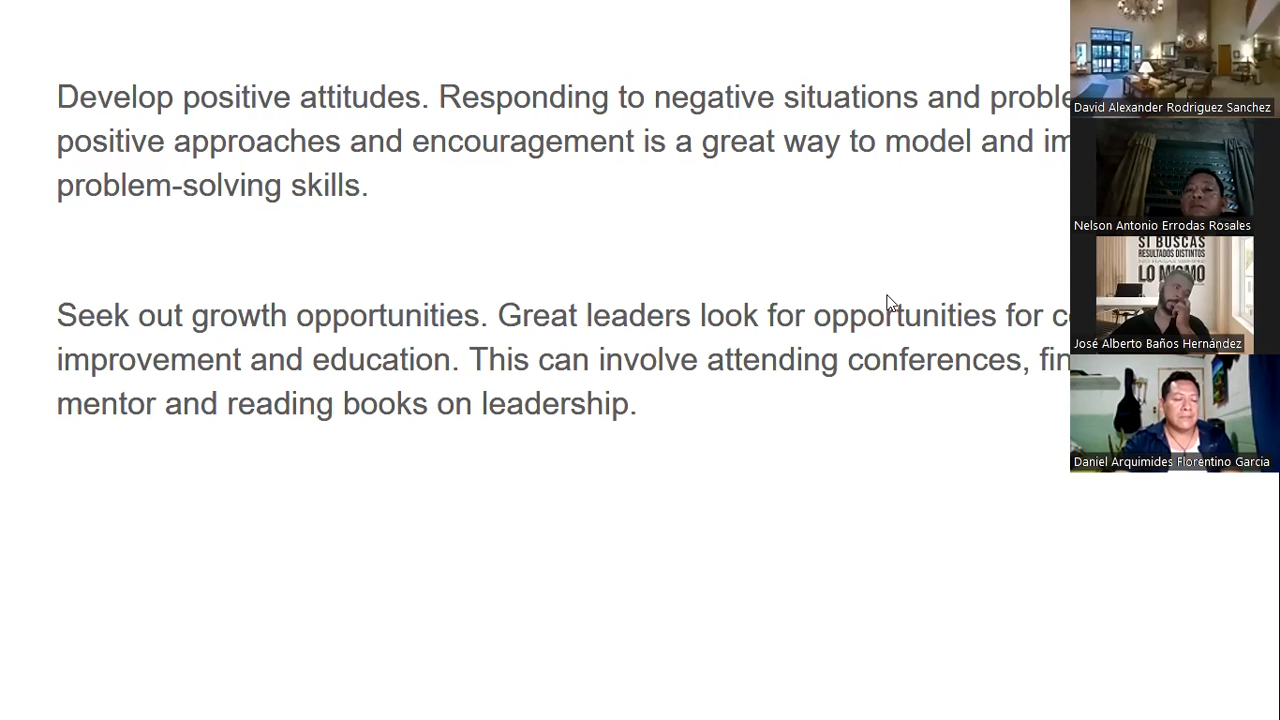 Develop positive attitudes. Responding to negative situations and
positive approaches and encouragement is a great way to model and
problem-solving skills.
Seek out growth opportunities. Great leaders look for opportunities for
improvement and education. This can involve attending conferences,
mentor and reading books on leadership.
David Alexander Rodriguez Sanchez
Nelson Antonio Errodas Rosales
SI BUSCAS
RESULTADOS DISTINTOS
LO MISMO
José Alberto Baños Hernández
Daniel Arquimides Florentino Garcia